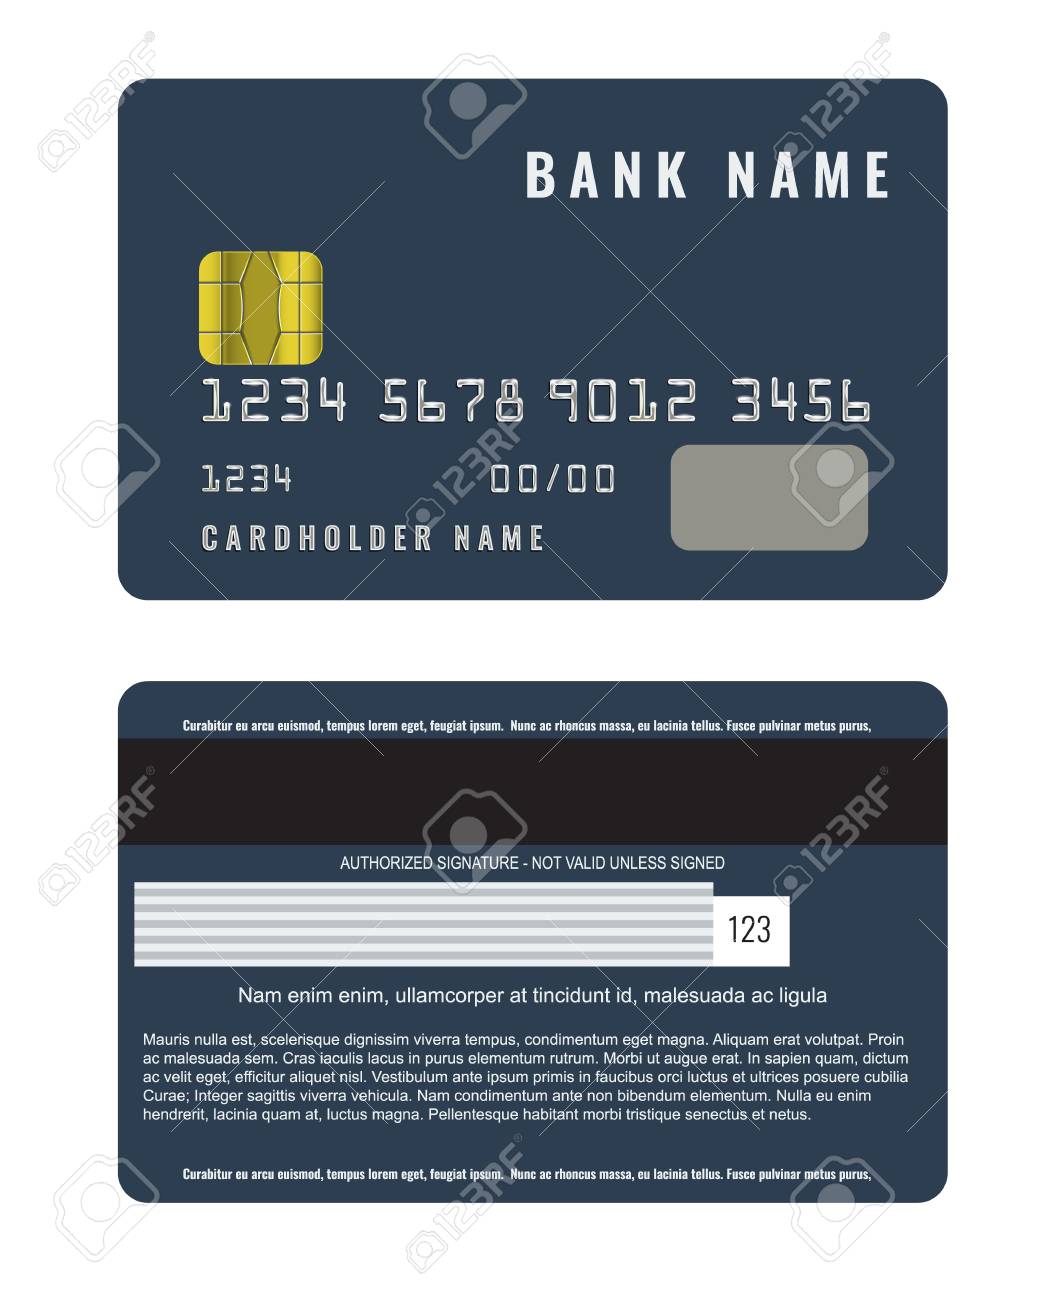 BANK NAME
1234 5678 9012 3456
1234 00/00
CARDHOLDER NAME
Curabitur eu arcu euismod, tempus lorem eget, feugiat ipsum. Nunc ac rhoncus massa, eu lacinia tellus. Fusce pulvinar metus purus,
AUTHORIZED SIGNATURE - NOT VALID UNLESS SIGNED
123
Nam enim enim, ullamcorper at tincidunt id, malesuada ac ligula
Mauris nulla est, scelerisque dignissim viverra tempus, condimentum eget magna. Aliquam erat volutpat. Proin
ac malesuada sem. Cras iaculis lacus in purus elementum rutrum. Morbi ut augue erat. In sapien quam, dictum
ac velit eget, efficitur aliquet nisl. Vestibulum ante ipsum primis in faucibus orci luctus et ultrices posuere cubilia
Curae; Integer sagittis viverra vehicula. Nam condimentum ante non bibendum elementum. Nulla eu enim
hendrerit, lacinia quam at, luctus magna. Pellentesque habitant morbi tristique senectus et netus.
Curabitur eu arcu euismod, tempus lorem eget, feugiat ipsum. Nunc ac rhoncus massa, eu lacinia tellus. Fusce pulvinar metus purus,
123RF
123RF
123RF
123RF
123RF
123RF